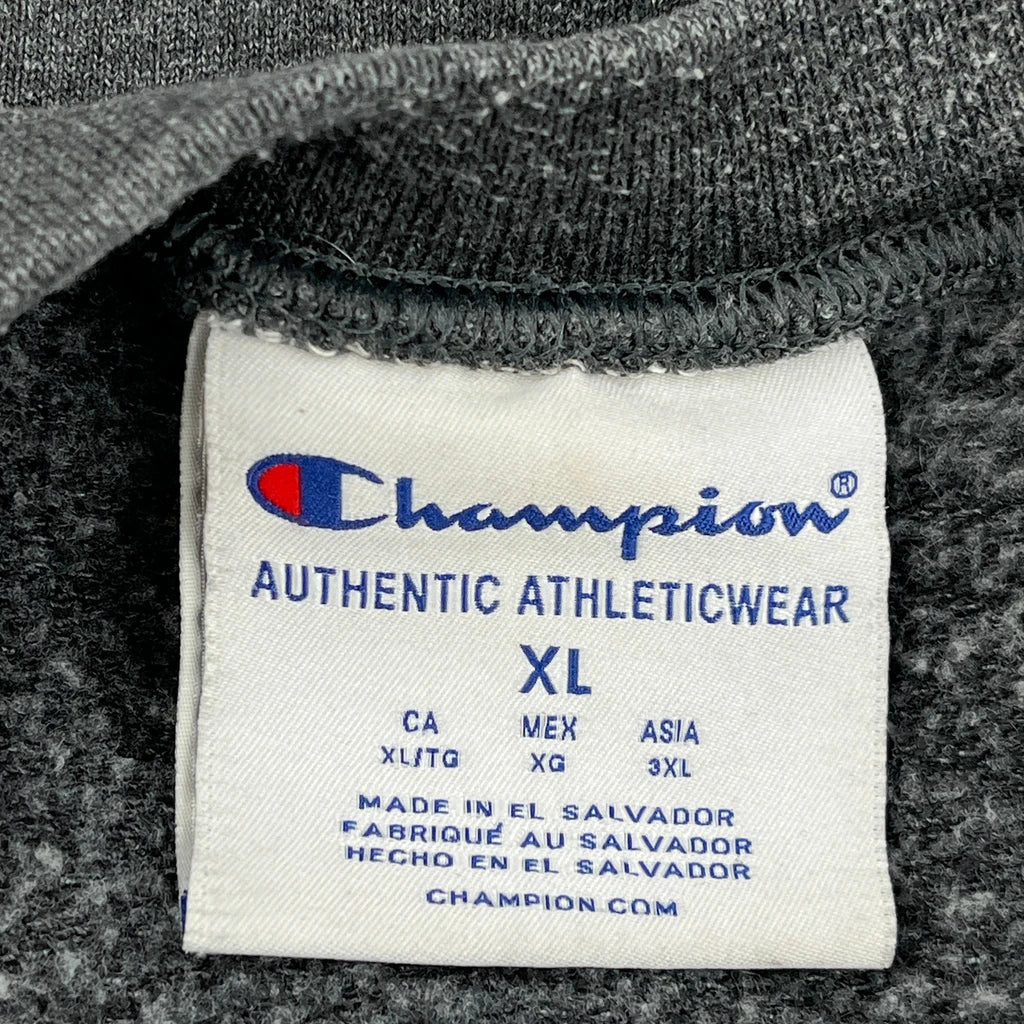 Champion®
AUTHENTIC ATHLETICWEAR
XL
CA MEX ASIA
XL/TG XG 3XL
MADE IN EL SALVADOR
FABRIQUÉ AU SALVADOR
HECHO EN EL SALVADOR
CHAMPION.COM